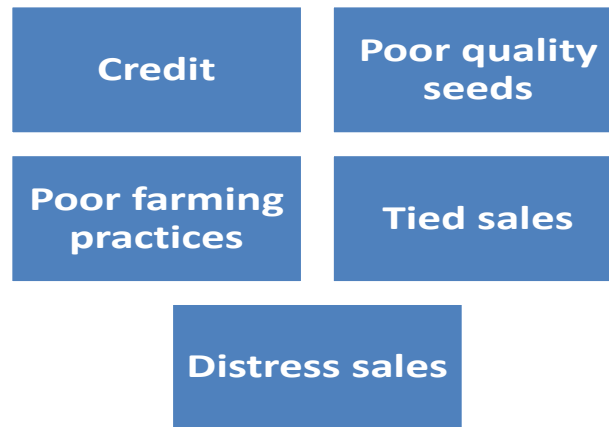 Credit
Poor quality
seeds
Poor farming
practices
Tied sales
Distress sales